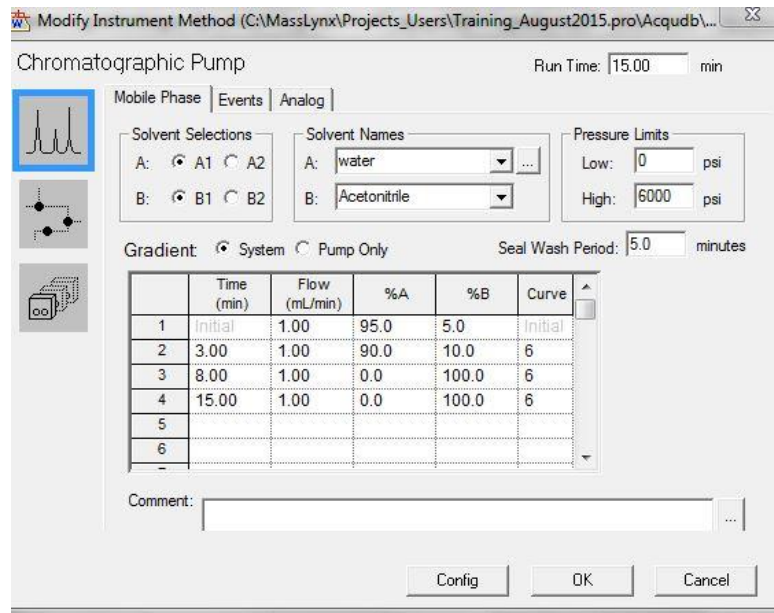 Modify Instrument Method (C:\MassLynx\Projects_Users\Training_August2015.pro\Acqudb\...
Chromatographic Pump
Run Time: 15.00 min
Mobile Phase Events Analog
Solvent Selections Solvent Names Pressure Limits
A: A1 A2 A: water ... Low: 0 psi
B: B1 B2 B: Acetonitrile High: 6000 psi
Gradient: System Pump Only Seal Wash Period: 5.0 minutes
Time (min) Flow (mL/min) %A %B Curve
1 Initial 1.00 95.0 5.0 Initial
2 3.00 1.00 90.0 10.0 6
3 8.00 1.00 0.0 100.0 6
4 15.00 1.00 0.0 100.0 6
5
6
Comment: ...
Config OK Cancel